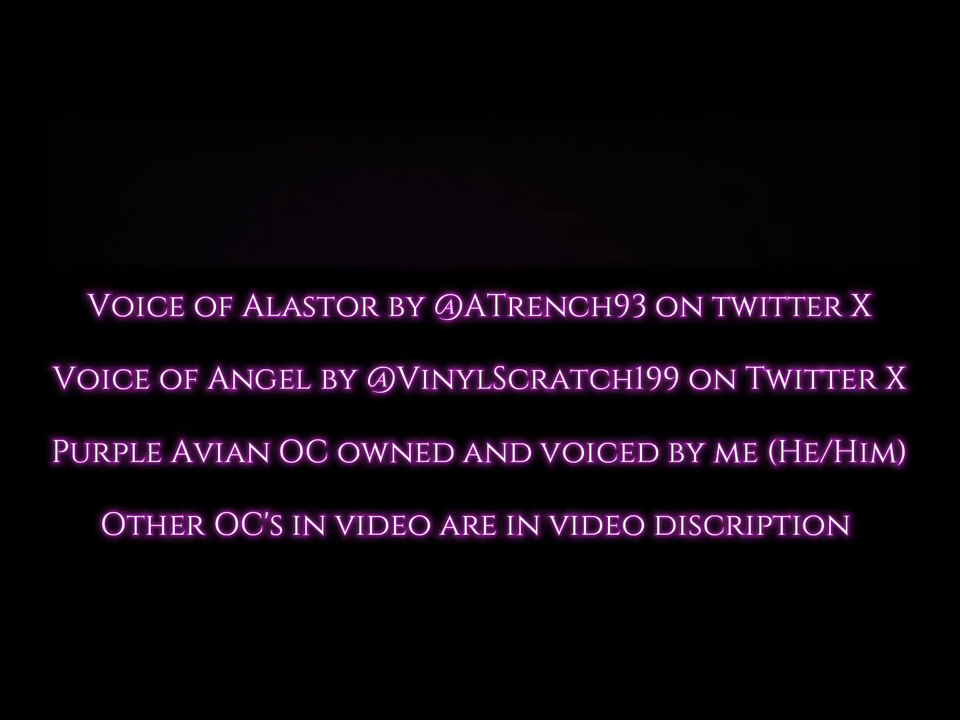 Voice of Alastor by @ATrench93 on twitter X
Voice of Angel by @VinylScratch199 on Twitter X
Purple Avian OC owned and voiced by me (He/Him)
Other OC's in video are in video discription